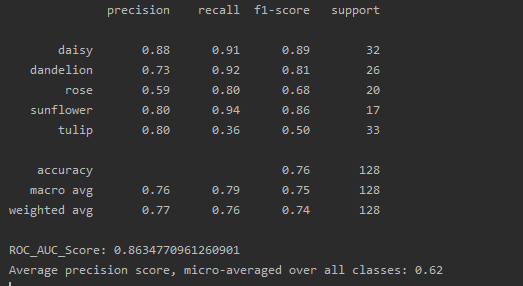 precision recall f1-score support
daisy 0.88 0.91 0.89 32
dandelion 0.73 0.92 0.81 26
rose 0.59 0.80 0.68 20
sunflower 0.80 0.94 0.86 17
tulip 0.80 0.36 0.50 33
accuracy 0.76 128
macro avg 0.76 0.79 0.75 128
weighted avg 0.77 0.76 0.74 128
ROC_AUC_Score: 0.8634770961260901
Average precision score, micro-averaged over all classes: 0.62